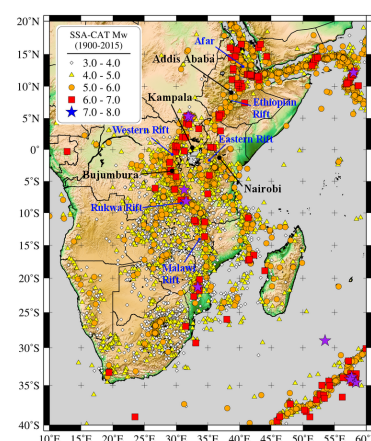 20˚N
15˚
10˚
5˚
0˚
−5˚
−10˚
−15˚
−20˚S
25˚
30˚
35˚
40˚S
SSA-CAT Mw
(1900-2015)
3.0 - 4.0
4.0 - 5.0
5.0 - 6.0
6.0 - 7.0
7.0 - 8.0
Afar
Addis Ababa
Kampala
Ethiopian
Rift
Western Rift
Eastern Rift
Bujumbura
Nairobi
Rukwa Rift
Malawi
Rift
10˚E 15˚ 20˚ 25˚ 30˚ 35˚ 40˚ 45˚ 50˚ 55˚ 60˚E